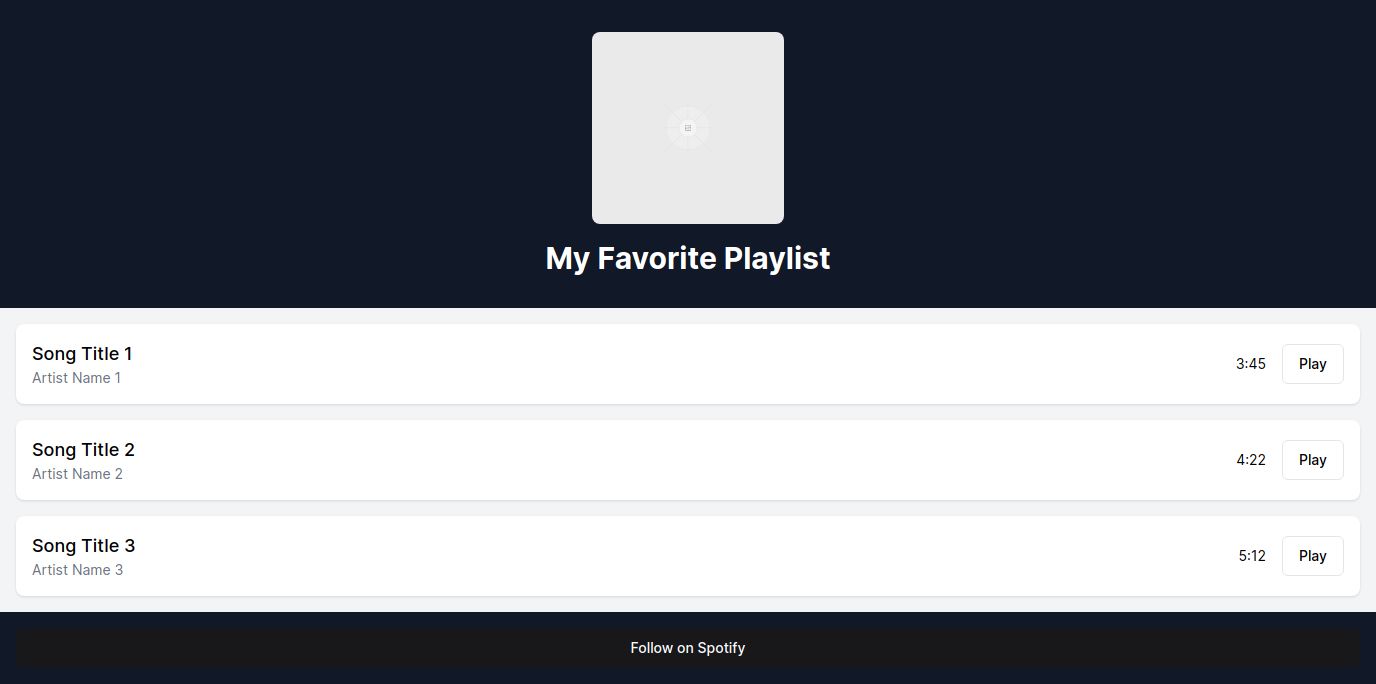 My Favorite Playlist
Song Title 1
Artist Name 1
3:45
Play
Song Title 2
Artist Name 2
4:22
Play
Song Title 3
Artist Name 3
5:12
Play
Follow on Spotify